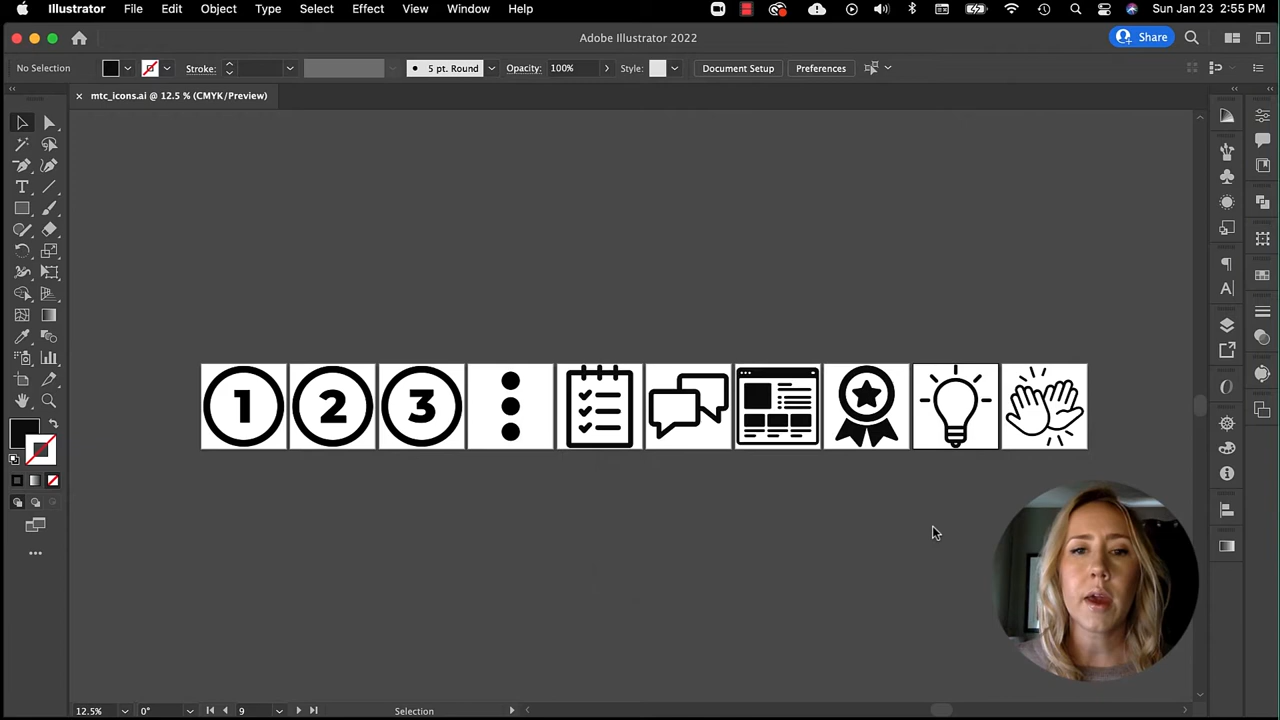 Illustrator File Edit Object Type Select Effect View Window Help Sun Jan 23 2:55 PM
Adobe Illustrator 2022 Share
No Selection Stroke: 5 pt. Round Opacity: 100% Style: Document Setup Preferences
× mtc_icons.ai @ 12.5 % (CMYK/Preview)
1 2 3
12.5% 0° 9 Selection